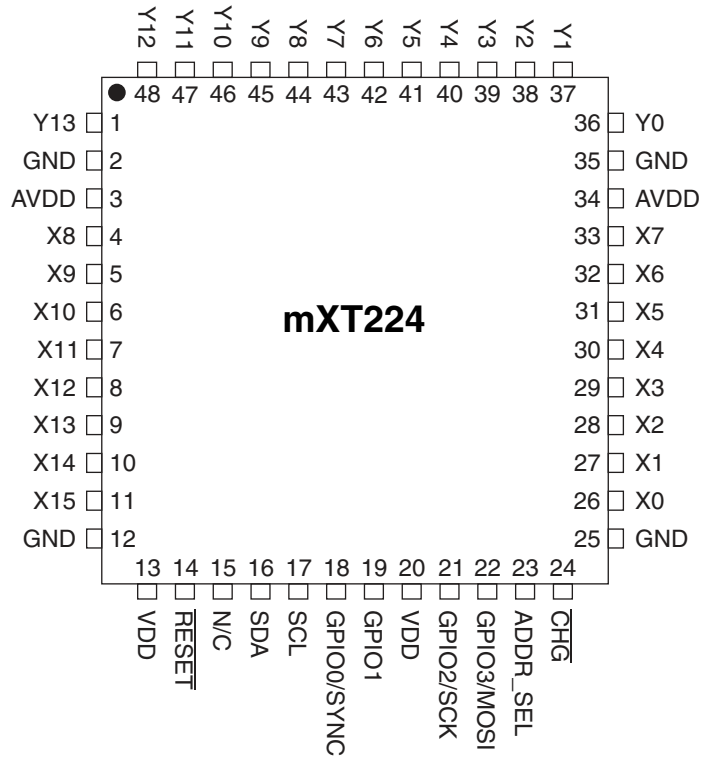 Y12 Y11 Y10 Y9 Y8 Y7 Y6 Y5 Y4 Y3 Y2 Y1
48 47 46 45 44 43 42 41 40 39 38 37
Y13 1 36 Y0
GND 2 35 GND
AVDD 3 34 AVDD
X8 4 33 X7
X9 5 32 X6
X10 6 31 X5
mXT224
X11 7 30 X4
X12 8 29 X3
X13 9 28 X2
X14 10 27 X1
X15 11 26 X0
GND 12 25 GND
13 14 15 16 17 18 19 20 21 22 23 24
VDD RESET N/C SDA SCL GPIO0/SYNC GPIO1 VDD GPIO2/SCK GPIO3/MOSI ADDR_SEL CHG